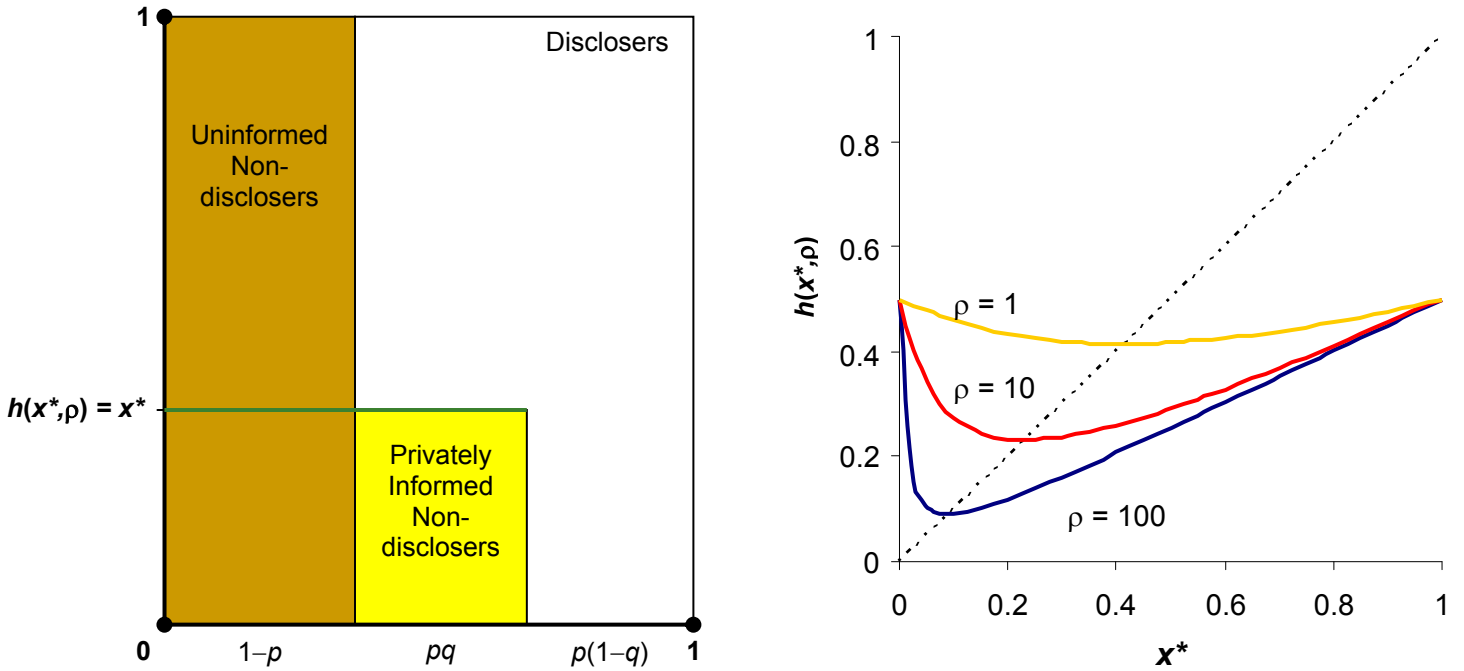 1
Disclosers
Uninformed
Non-
disclosers
h(x*,ρ) = x*
Privately
Informed
Non-
disclosers
0
1–p
pq
p(1–q)
1
h(x*,ρ)
1
0.8
0.6
0.4
0.2
0
ρ = 1
ρ = 10
ρ = 100
0
0.2
0.4
0.6
0.8
1
x*